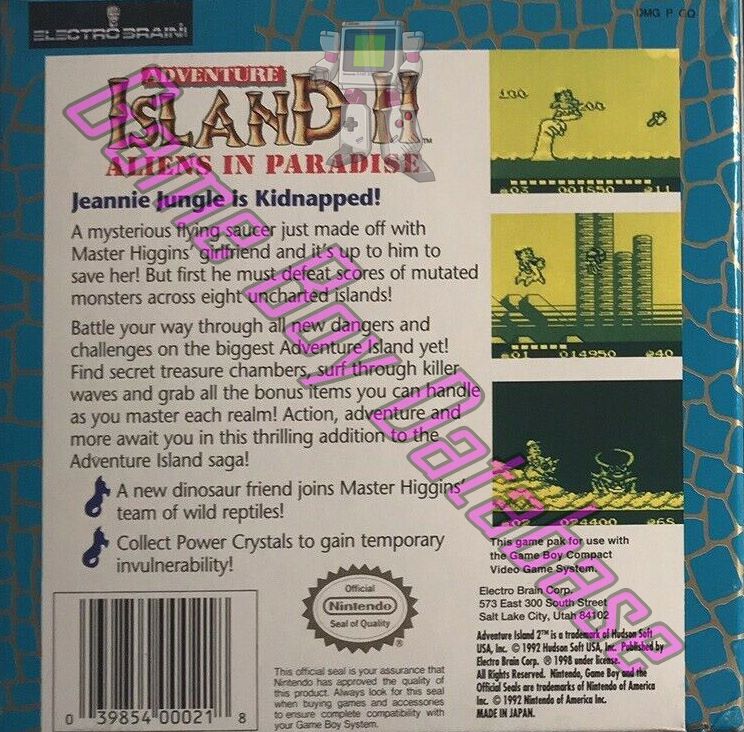 ELECTRO BRAIN!
DMG P GQ
ADVENTURE
ISLAND II™
ALIENS IN PARADISE
Jeannie Jungle is Kidnapped!
A mysterious flying saucer just made off with
Master Higgins' girlfriend and it's up to him to
save her! But first he must defeat scores of mutated
monsters across eight uncharted islands!
Battle your way through all new dangers and
challenges on the biggest Adventure Island yet!
Find secret treasure chambers, surf through killer
waves and grab all the bonus items you can handle
as you master each realm! Action, adventure and
more await you in this thrilling addition to the
Adventure Island saga!
A new dinosaur friend joins Master Higgins'
team of wild reptiles!
Collect Power Crystals to gain temporary
invulnerability!
100
00
03 001550 11
01 014950 40
02 024400 68
This game pak for use with
the Game Boy Compact
Video Game System.
Electro Brain Corp.
573 East 300 South Street
Salt Lake City, Utah 84102
Adventure Island 2™ is a trademark of Hudson Soft
USA, Inc. © 1992 Hudson Soft USA, Inc. Published by
Electro Brain Corp. ® 1998 under license.
All Rights Reserved. Nintendo, Game Boy and the
Official Seals are trademarks of Nintendo of America
Inc. © 1992 Nintendo of America Inc.
MADE IN JAPAN.
Official
Nintendo
Seal of Quality
®
This official seal is your assurance that
Nintendo has approved the quality of
this product. Always look for this seal
when buying games and accessories
to ensure complete compatibility with
your Game Boy System.
0 39854 00021 8
Game Boy Database